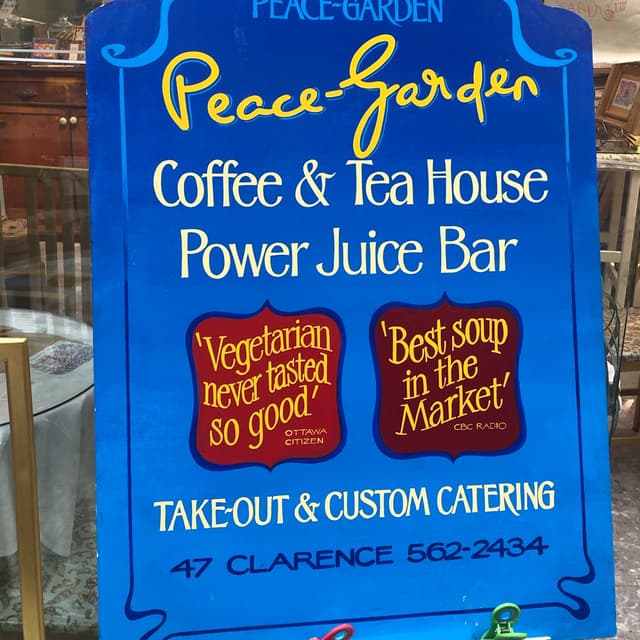 PEACE-GARDEN
Peace-Garden
Coffee & Tea House
Power Juice Bar
'Vegetarian
never tasted
so good'
OTTAWA
CITIZEN
'Best soup
in the
Market'
CBC RADIO
TAKE-OUT & CUSTOM CATERING
47 CLARENCE 562-2434